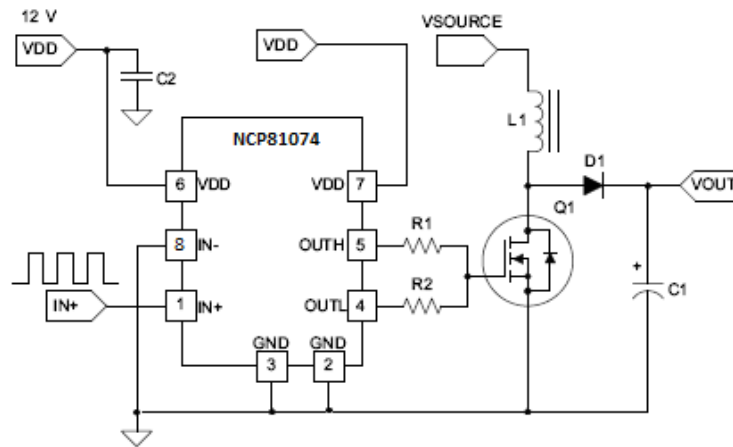 12 V
VDD
C2
VDD
VSOURCE
L1
NCP81074
D1
VOUT
6 VDD
VDD 7
Q1
R1
8 IN-
OUTH 5
+
R2
C1
IN+
1 IN+
OUTL 4
GND
GND
3
2